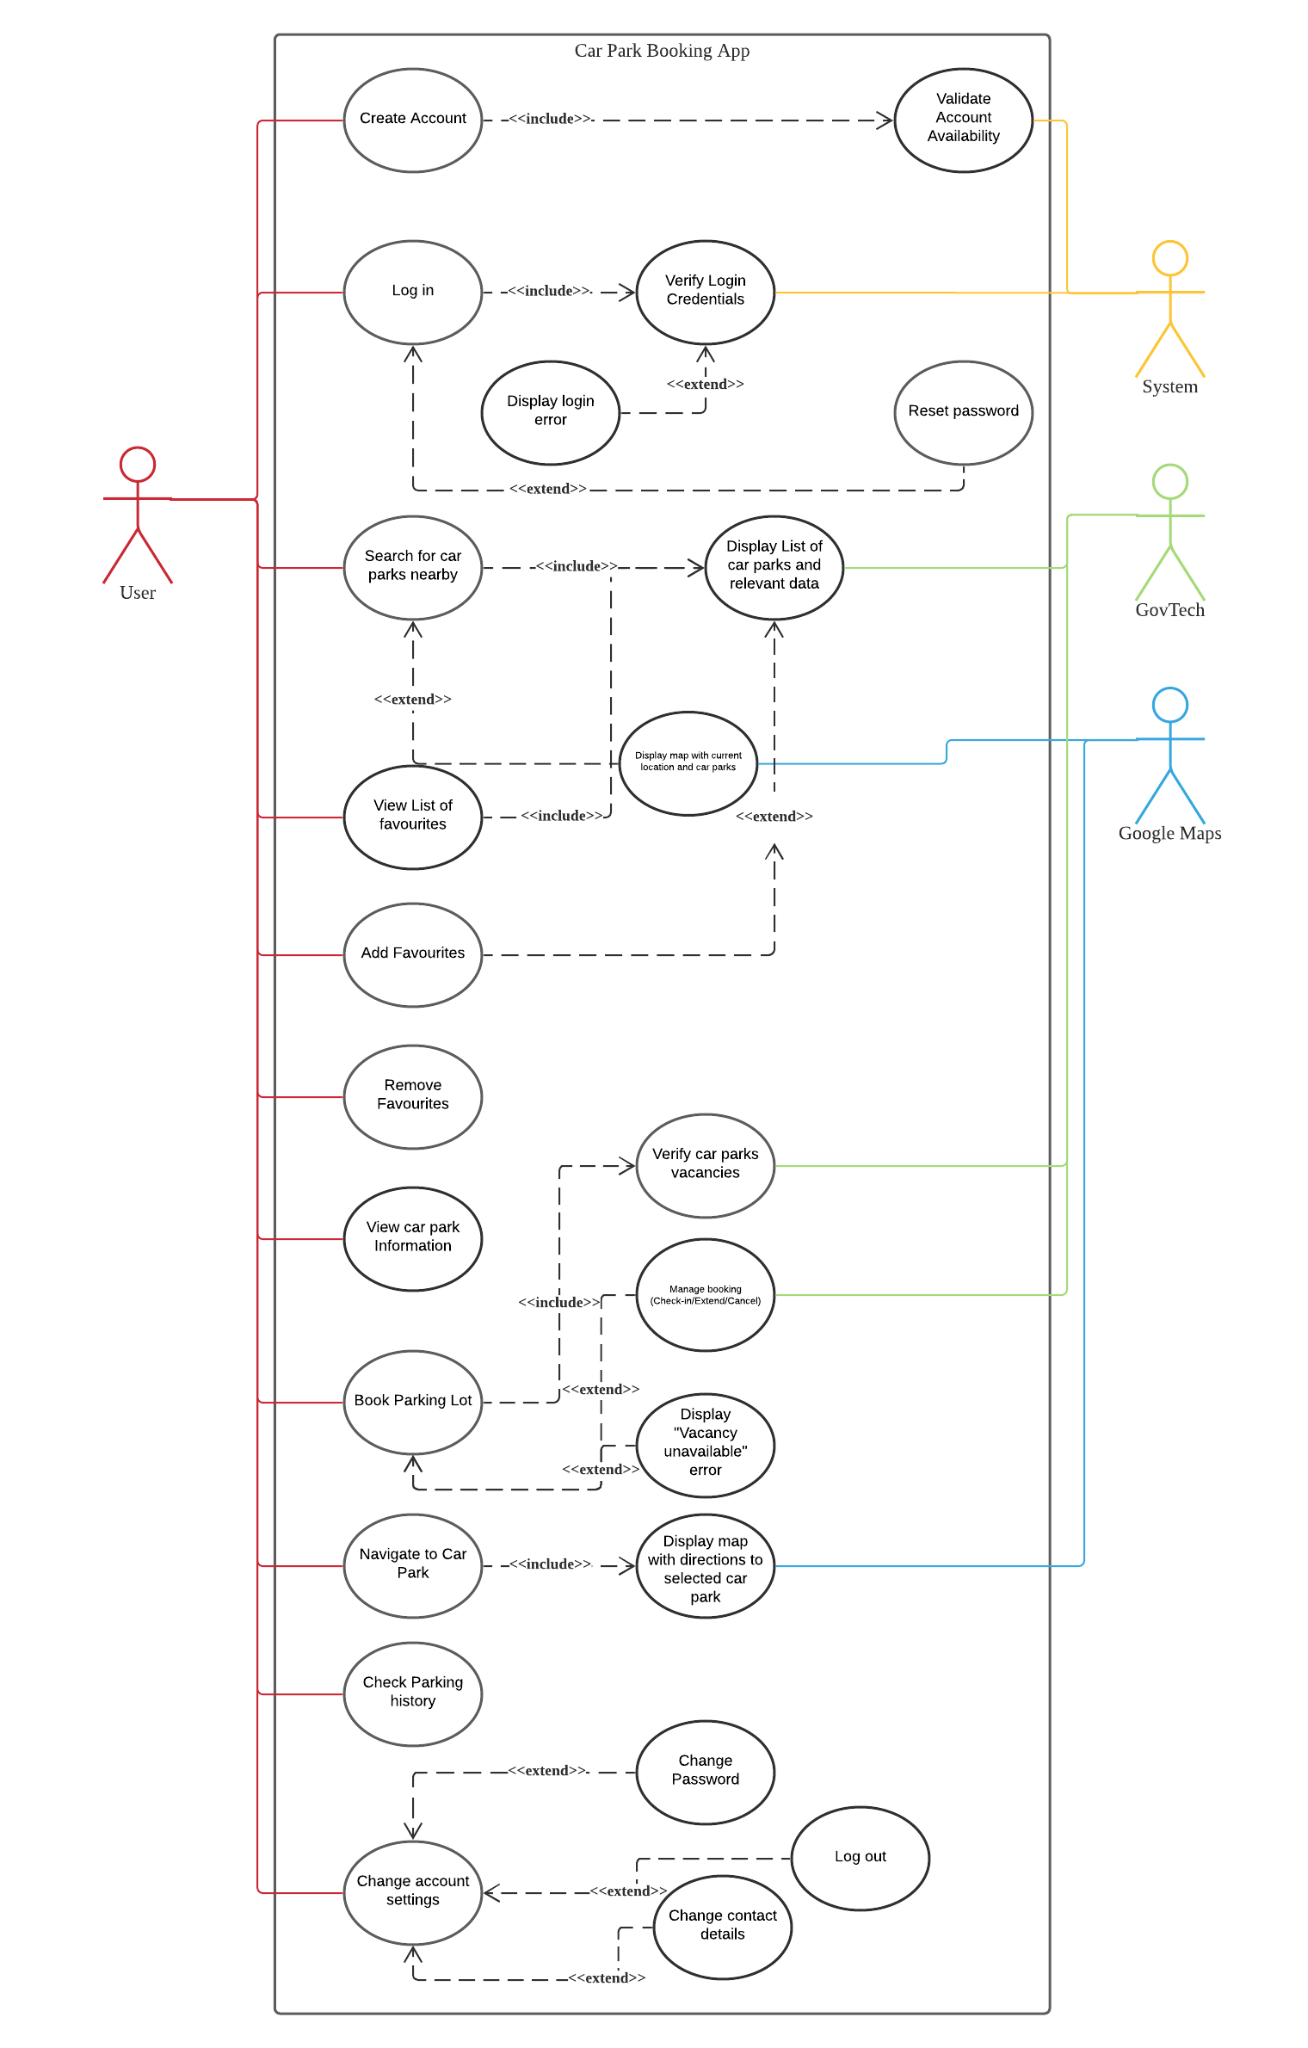 Car Park Booking App
Create Account
<<include>>
Validate
Account
Availability
Log in
<<include>>
Verify Login
Credentials
System
Display login
error
<<extend>>
Reset password
<<extend>>
User
Search for car
parks nearby
<<include>>
Display List of
car parks and
relevant data
GovTech
<<extend>>
Display map with current
location and car parks
View List of
favourites
<<include>>
<<extend>>
Google Maps
Add Favourites
Remove
Favourites
Verify car parks
vacancies
View car park
Information
<<include>>
Manage booking
(Check-in/Extend/Cancel)
Book Parking Lot
<<extend>>
Display
"Vacancy
unavailable"
error
<<extend>>
Navigate to Car
Park
<<include>>
Display map
with directions to
selected car
park
Check Parking
history
<<extend>>
Change
Password
Change account
settings
<<extend>>
Log out
Change contact
details
<<extend>>